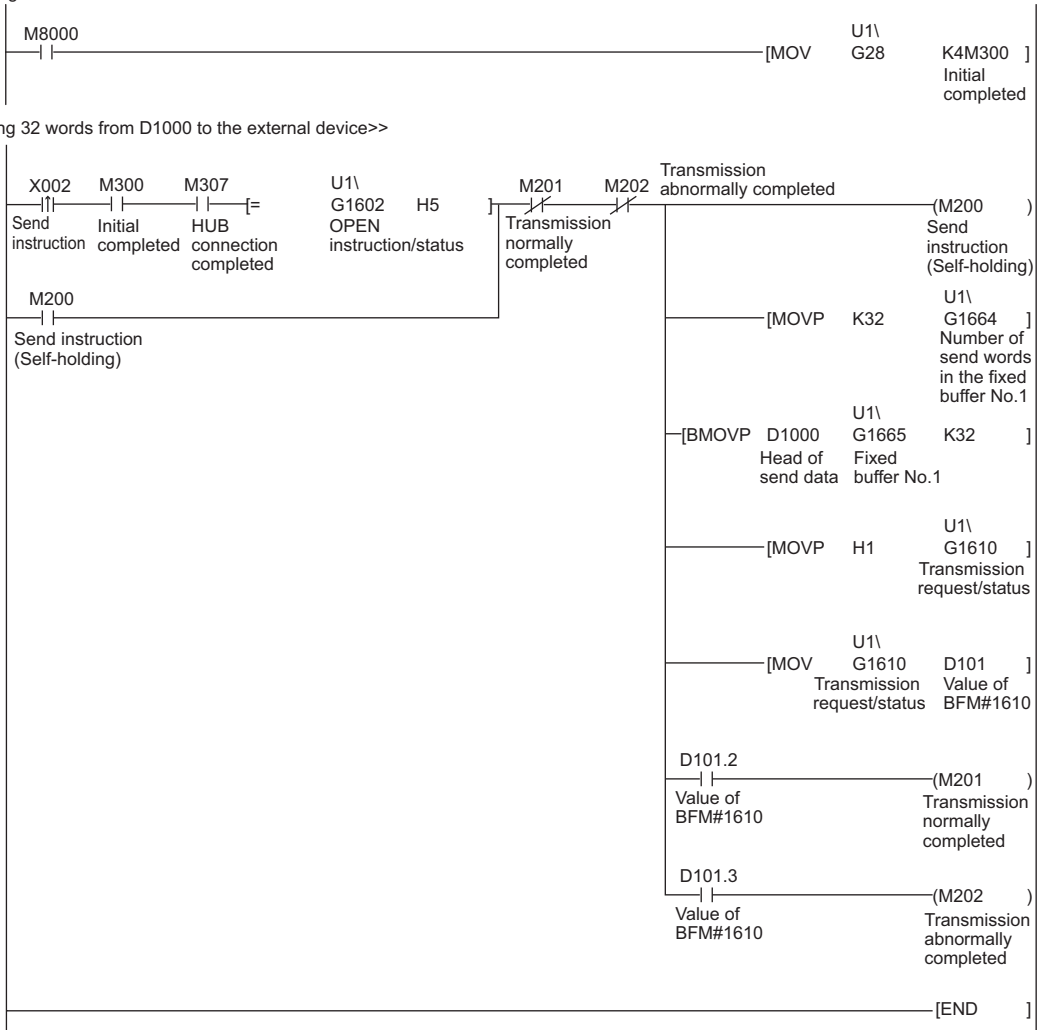 M8000
U1\
[MOV G28 K4M300 ]
Initial
completed
ng 32 words from D1000 to the external device>>
Transmission
abnormally completed
X002 M300 M307 [= U1\
G1602 H5 ] M201 M202 (M200 )
Send
instruction
Initial
completed
HUB
connection
completed
OPEN
instruction/status
Transmission
normally
completed
Send
instruction
(Self-holding)
M200
Send instruction
(Self-holding)
U1\
[MOVP K32 G1664 ]
Number of
send words
in the fixed
buffer No.1
U1\
[BMOVP D1000 G1665 K32 ]
Head of
send data
Fixed
buffer No.1
U1\
[MOVP H1 G1610 ]
Transmission
request/status
U1\
[MOV G1610 D101 ]
Transmission
request/status
Value of
BFM#1610
D101.2
(M201 )
Value of
BFM#1610
Transmission
normally
completed
D101.3
(M202 )
Value of
BFM#1610
Transmission
abnormally
completed
[END ]